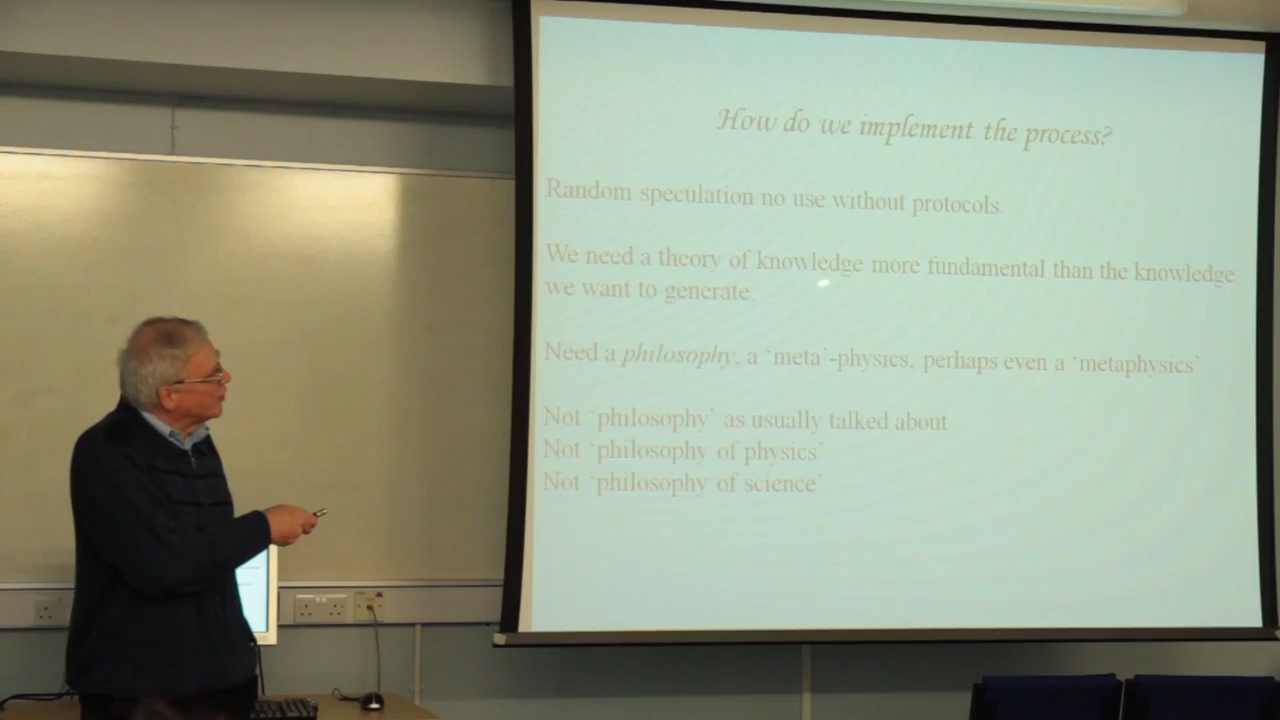 How do we implement the process?
Random speculation no use without protocols.
We need a theory of knowledge more fundamental than the knowledge
we want to generate.
Need a philosophy, a `meta`-physics, perhaps even a `metaphysics`
Not `philosophy` as usually talked about
Not `philosophy of physics`
Not `philosophy of science`